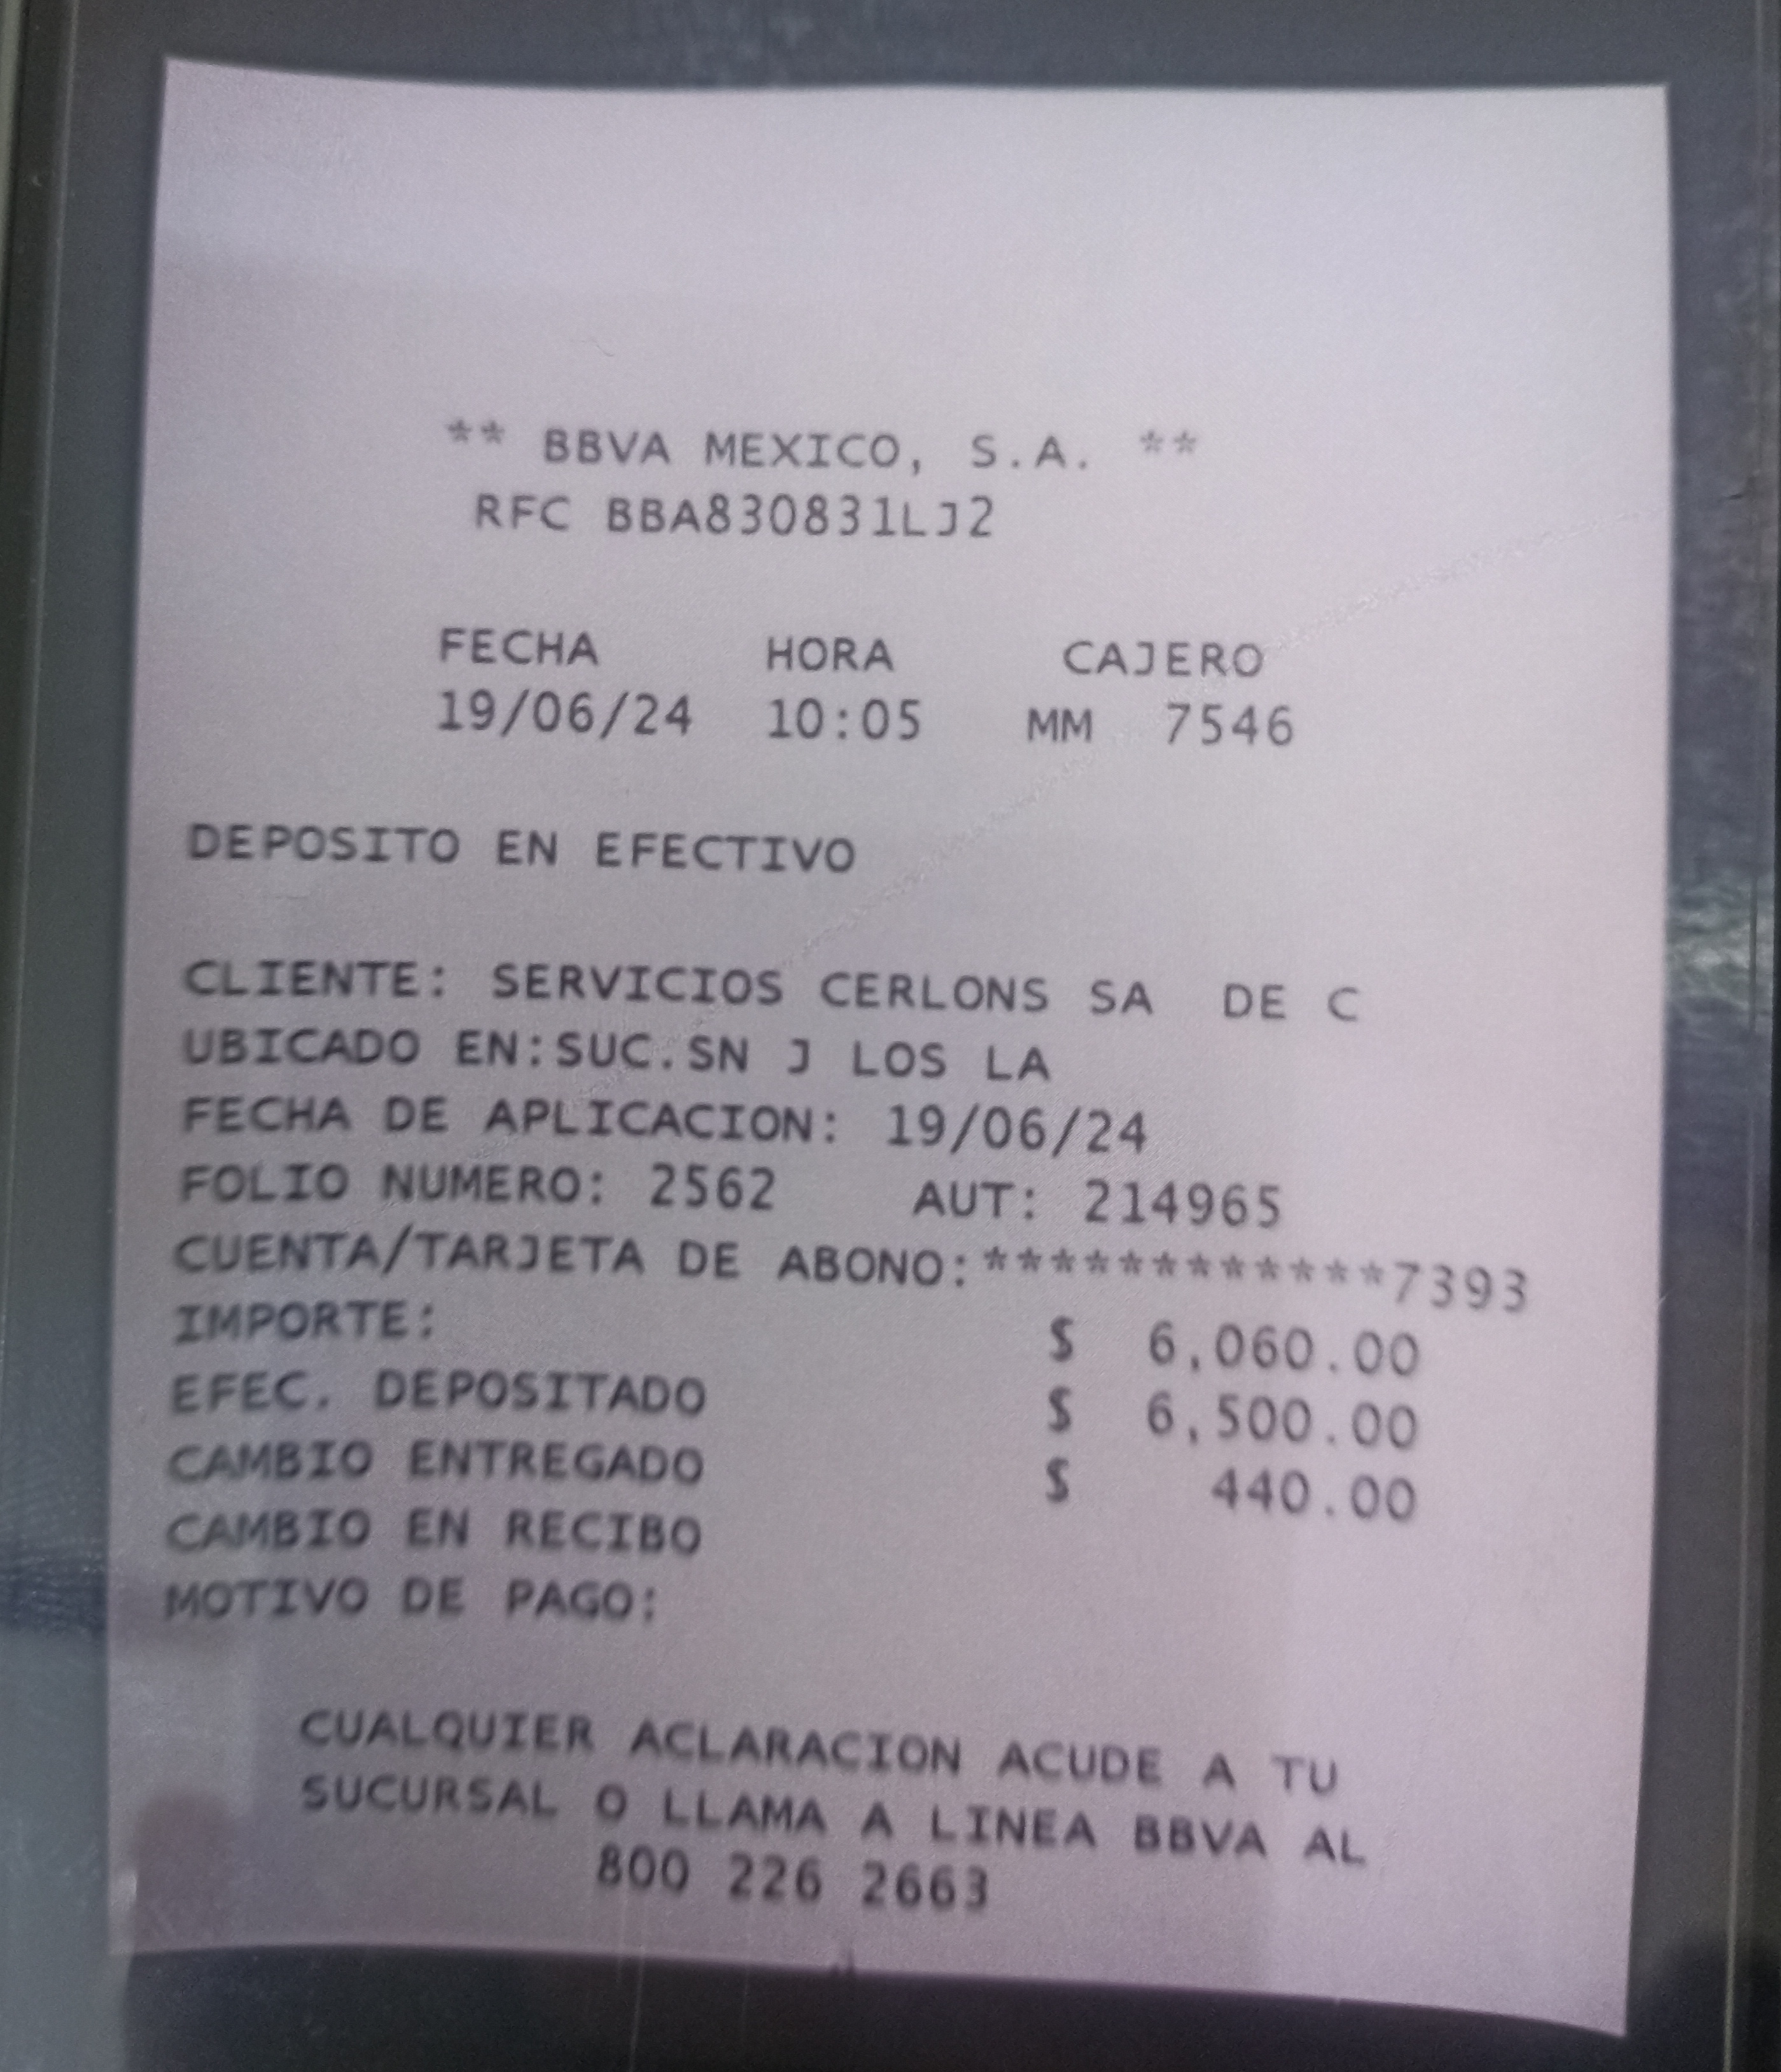 ** BBVA MEXICO, S.A. **
RFC BBA830831LJ2
FECHA HORA CAJERO
19/06/24 10:05 MM 7546
DEPOSITO EN EFECTIVO
CLIENTE: SERVICIOS CERLONS SA DE C
UBICADO EN:SUC.SN J LOS LA
FECHA DE APLICACION: 19/06/24
FOLIO NUMERO: 2562 AUT: 214965
CUENTA/TARJETA DE ABONO:************7393
IMPORTE: $ 6,060.00
EFEC. DEPOSITADO $ 6,500.00
CAMBIO ENTREGADO $ 440.00
CAMBIO EN RECIBO
MOTIVO DE PAGO:
CUALQUIER ACLARACION ACUDE A TU
SUCURSAL O LLAMA A LINEA BBVA AL
800 226 2663